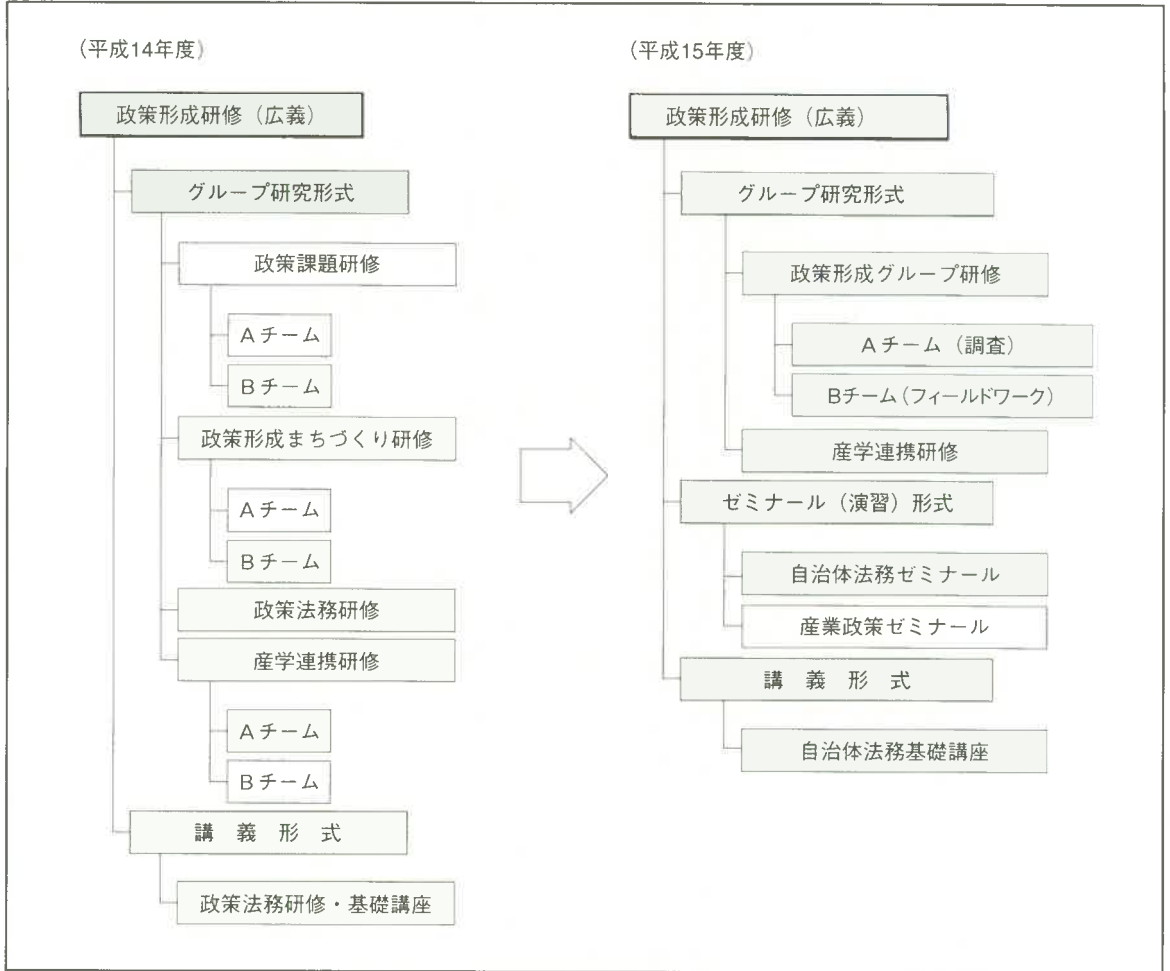 (平成14年度)
政策形成研修（広義）
グループ研究形式
政策課題研修
Aチーム
Bチーム
政策形成まちづくり研修
Aチーム
Bチーム
政策法務研修
産学連携研修
Aチーム
Bチーム
講義形式
政策法務研修・基礎講座
(平成15年度)
政策形成研修（広義）
グループ研究形式
政策形成グループ研修
Aチーム（調査）
Bチーム（フィールドワーク）
産学連携研修
ゼミナール（演習）形式
自治体法務ゼミナール
産業政策ゼミナール
講義形式
自治体法務基礎講座